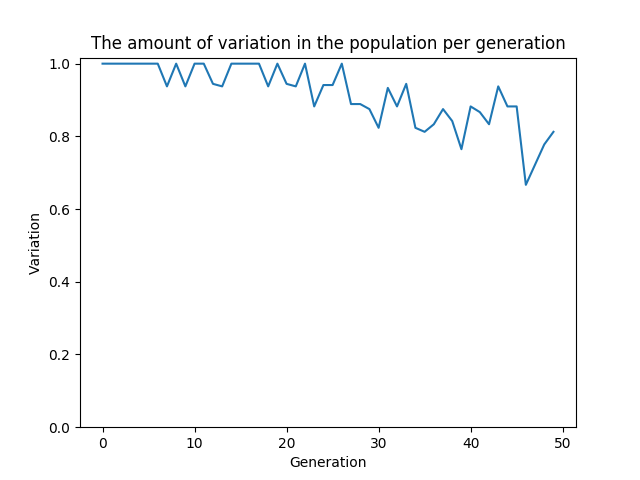 The amount of variation in the population per generation
1.0
0.8
0.6
0.4
0.2
0.0
Variation
0 10 20 30 40 50
Generation